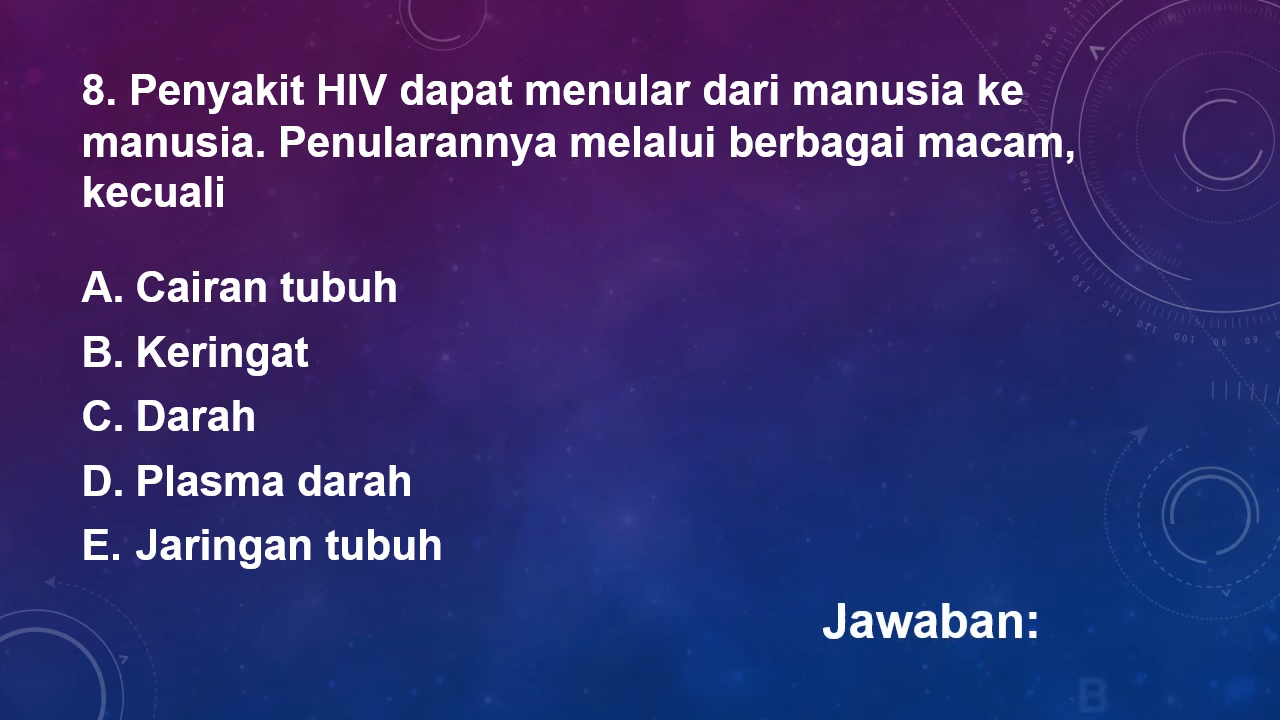 8. Penyakit HIV dapat menular dari manusia ke
manusia. Penularannya melalui berbagai macam,
kecuali
A. Cairan tubuh
B. Keringat
C. Darah
D. Plasma darah
E. Jaringan tubuh
Jawaban:
B